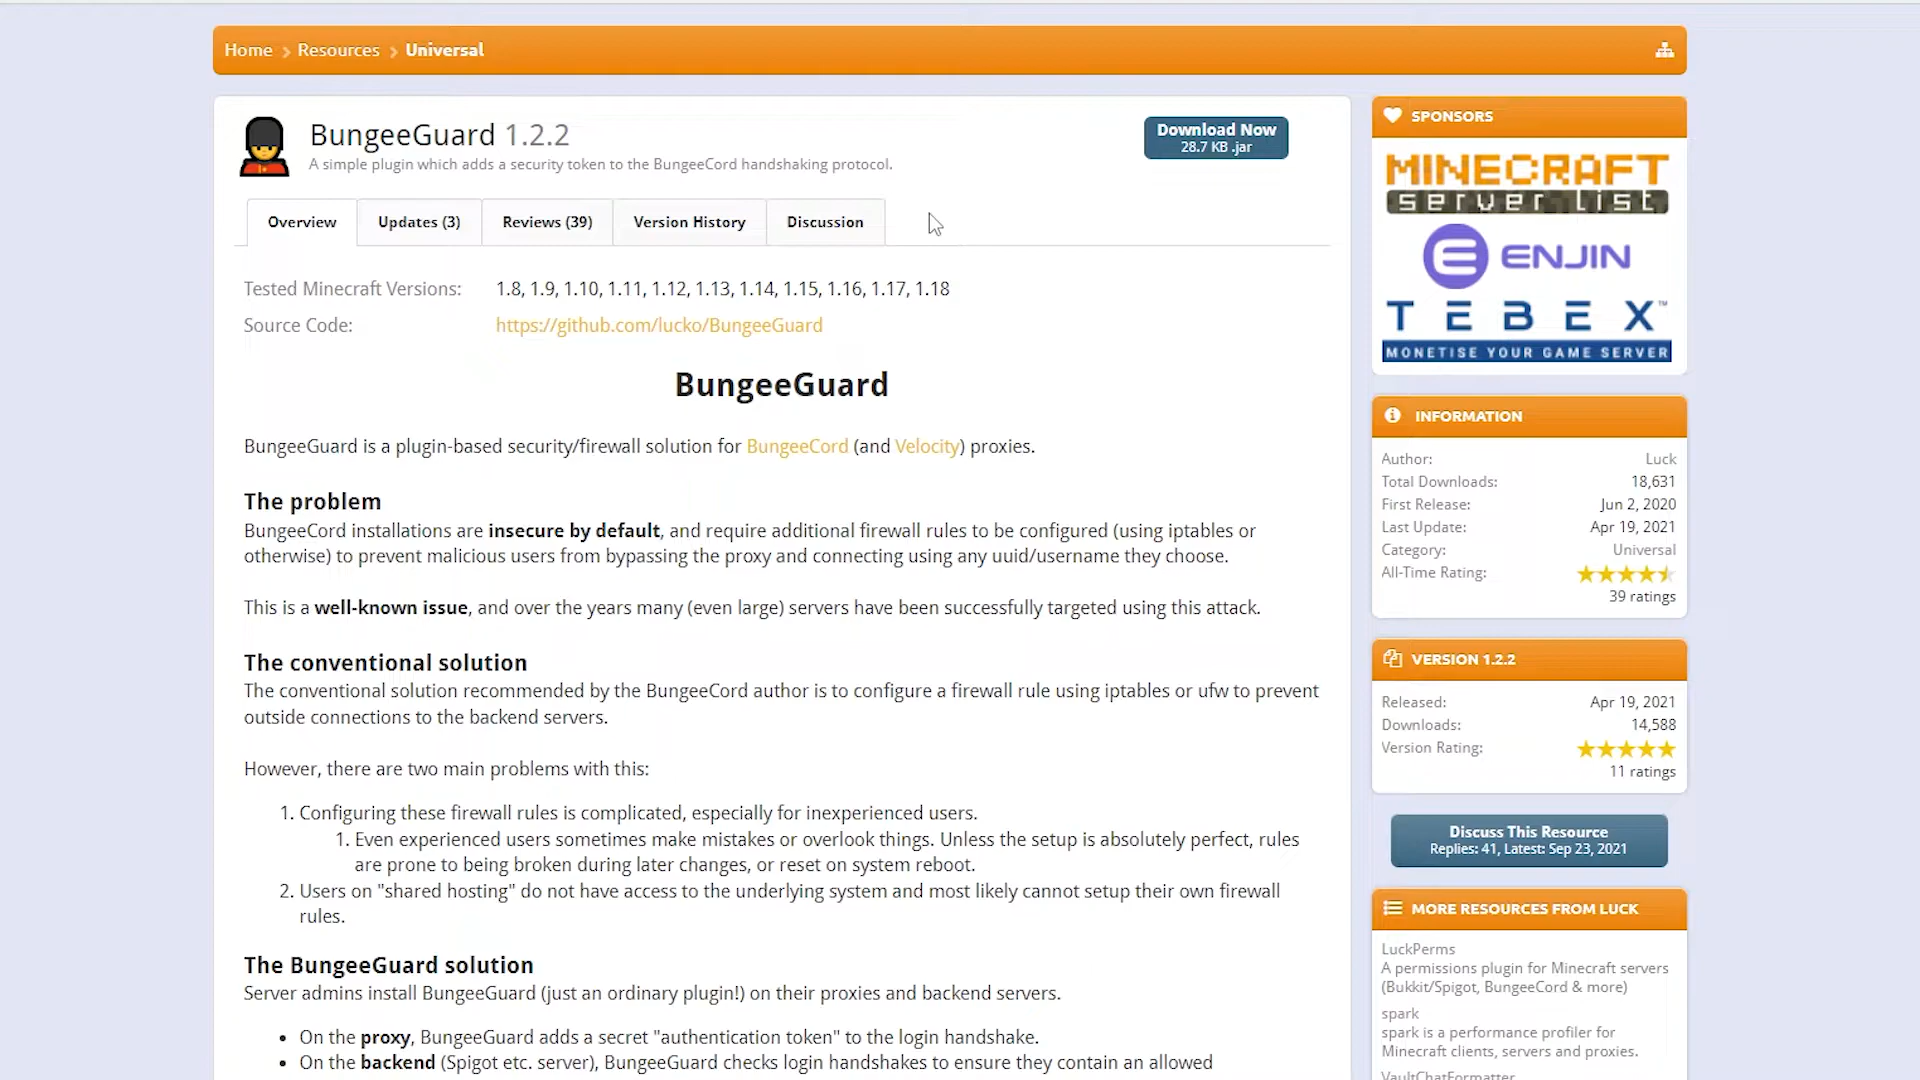 Home > Resources > Universal
BungeeGuard 1.2.2
A simple plugin which adds a security token to the BungeeCord handshaking protocol.
Download Now
28.7 KB .jar
Overview
Updates (3)
Reviews (39)
Version History
Discussion
Tested Minecraft Versions: 1.8, 1.9, 1.10, 1.11, 1.12, 1.13, 1.14, 1.15, 1.16, 1.17, 1.18
Source Code: https://github.com/lucko/BungeeGuard
BungeeGuard
BungeeGuard is a plugin-based security/firewall solution for BungeeCord (and Velocity) proxies.
The problem
BungeeCord installations are insecure by default, and require additional firewall rules to be configured (using iptables or
otherwise) to prevent malicious users from bypassing the proxy and connecting using any uuid/username they choose.
This is a well-known issue, and over the years many (even large) servers have been successfully targeted using this attack.
The conventional solution
The conventional solution recommended by the BungeeCord author is to configure a firewall rule using iptables or ufw to prevent
outside connections to the backend servers.
However, there are two main problems with this:
1. Configuring these firewall rules is complicated, especially for inexperienced users.
1. Even experienced users sometimes make mistakes or overlook things. Unless the setup is absolutely perfect, rules
are prone to being broken during later changes, or reset on system reboot.
2. Users on "shared hosting" do not have access to the underlying system and most likely cannot setup their own firewall
rules.
The BungeeGuard solution
Server admins install BungeeGuard (just an ordinary plugin!) on their proxies and backend servers.
• On the proxy, BungeeGuard adds a secret "authentication token" to the login handshake.
• On the backend (Spigot etc. server), BungeeGuard checks login handshakes to ensure they contain an allowed
SPONSORS
MINECRAFT
server list
ENJIN
TEBEX™
MONETISE YOUR GAME SERVER
INFORMATION
Author: Luck
Total Downloads: 18,631
First Release: Jun 2, 2020
Last Update: Apr 19, 2021
Category: Universal
All-Time Rating:
39 ratings
VERSION 1.2.2
Released: Apr 19, 2021
Downloads: 14,588
Version Rating:
11 ratings
Discuss This Resource
Replies: 41, Latest: Sep 23, 2021
MORE RESOURCES FROM LUCK
LuckPerms
A permissions plugin for Minecraft servers
(Bukkit/Spigot, BungeeCord & more)
spark
spark is a performance profiler for
Minecraft clients, servers and proxies.
VaultChatFormatter